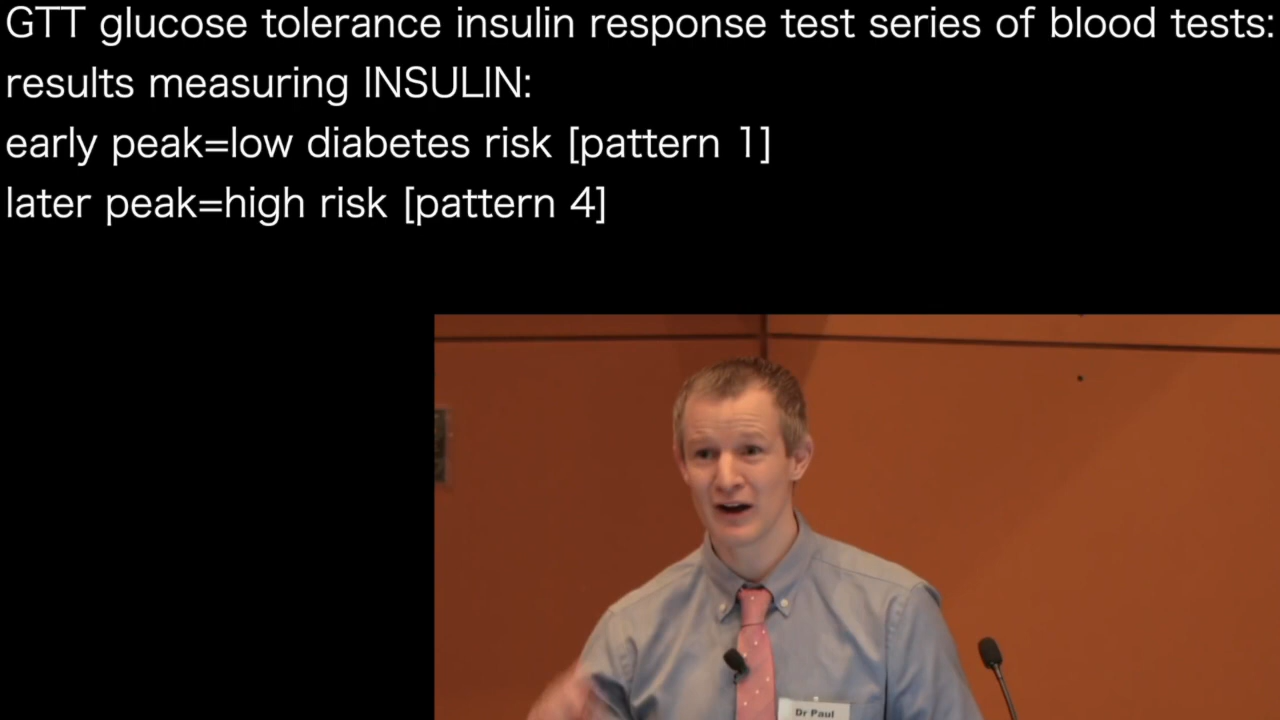 GTT glucose tolerance insulin response test series of blood tests:
results measuring INSULIN:
early peak=low diabetes risk [pattern 1]
later peak=high risk [pattern 4]
Dr Paul